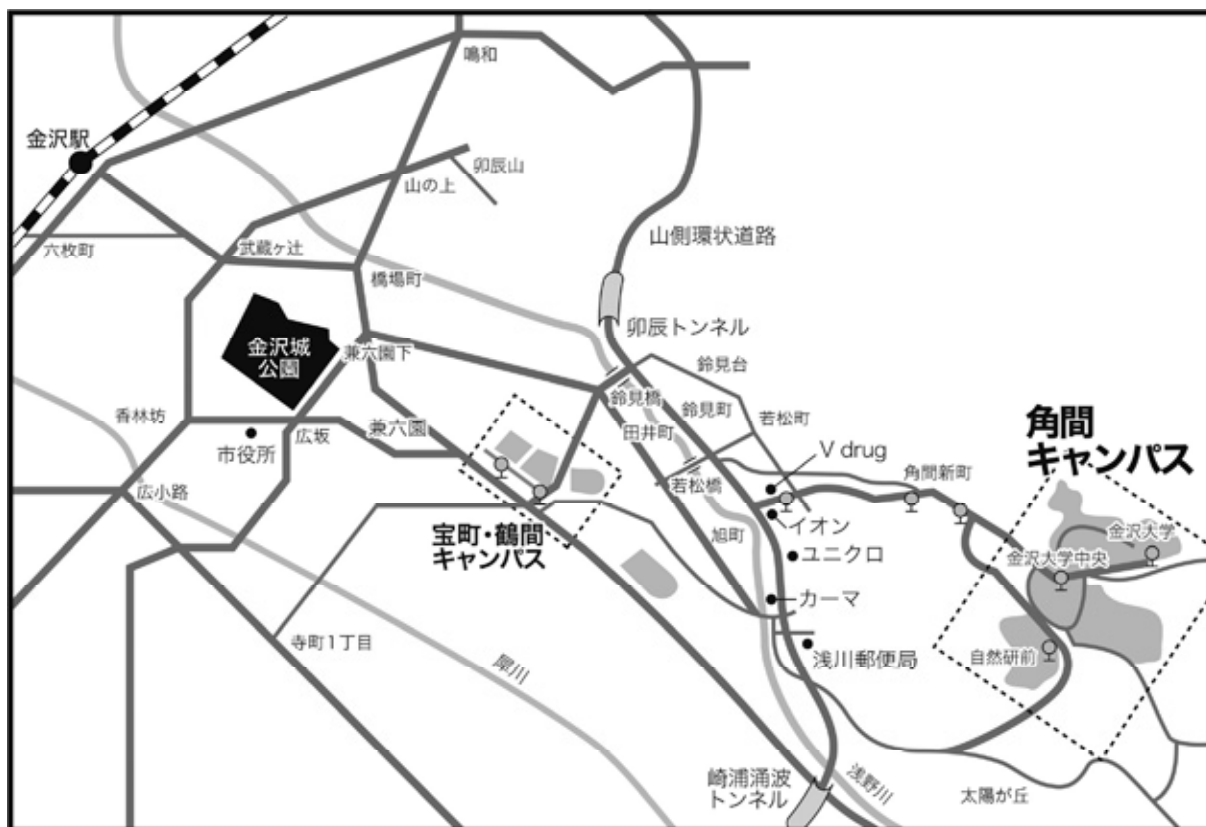 鳴和
金沢駅
卯辰山
山の上
山側環状道路
六枚町
武蔵ヶ辻
橋場町
卯辰トンネル
金沢城
公園
兼六園下
鈴見台
鈴見橋
鈴見町
若松町
香林坊
市役所
広坂
兼六園
田井町
V drug
角間
キャンパス
角間新町
広小路
若松橋
旭町
イオン
宝町・鶴間
キャンパス
ユニクロ
金沢大学
金沢大学中央
カーマ
寺町1丁目
浅川郵便局
自然研前
犀川
崎浦涌波
トンネル
浅野川
太陽が丘